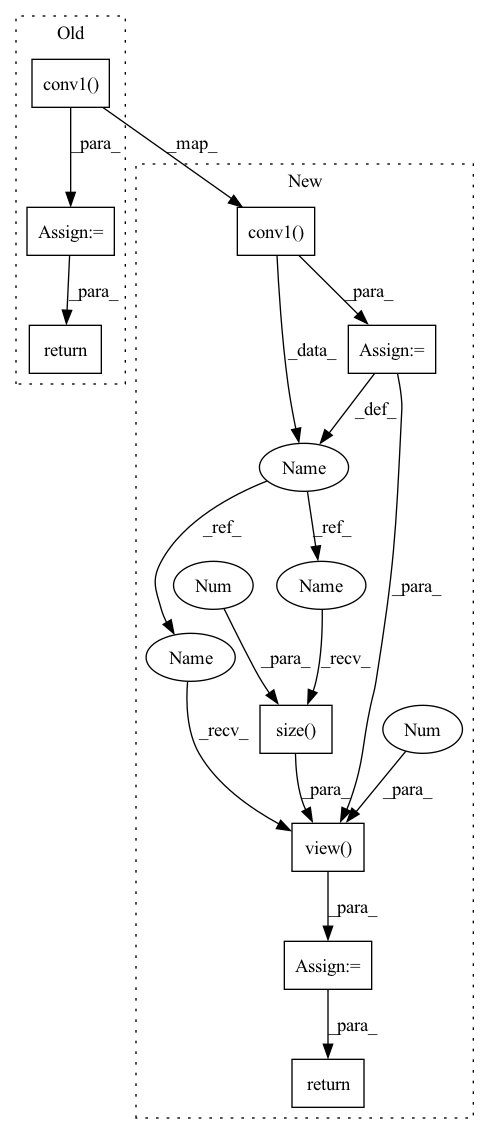 Old
conv1()
_para_
_map_
New
Assign:=
conv1()
_para_
_para_
return
_data_
Assign:=
_def_
Name
_ref_
_ref_
Num
Name
_para_
Name
_para_
_recv_
_recv_
size()
Num
_para_
_para_
view()
_para_
Assign:=
_para_
return